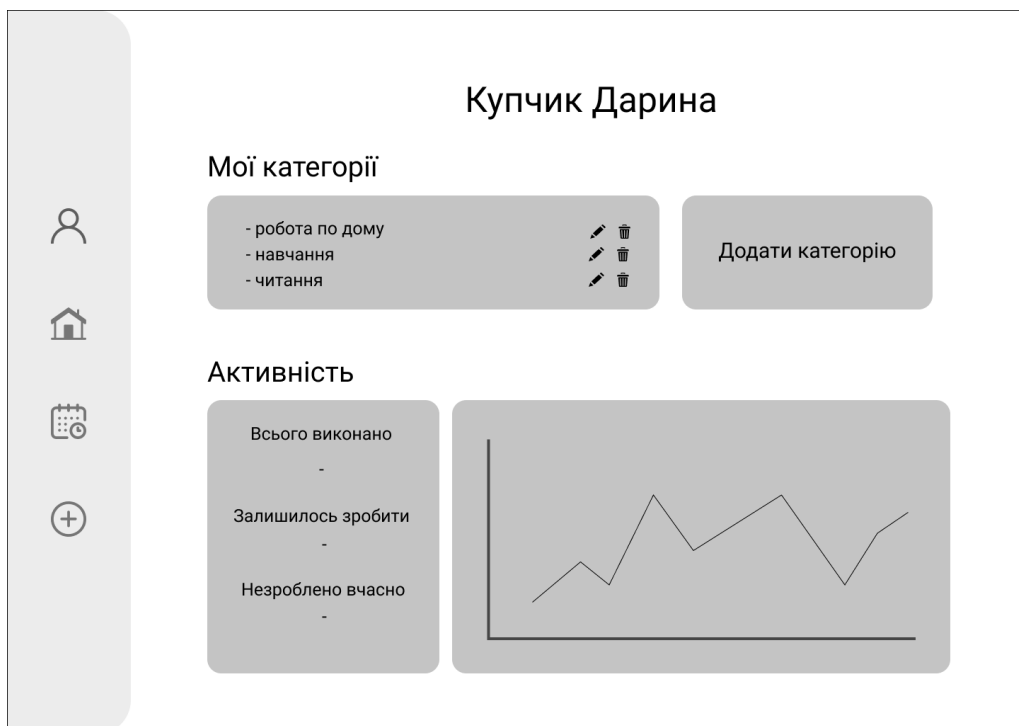 Купчик Дарина
Мої категорії
- робота по дому
- навчання
- читання
Додати категорію
Активність
Всього виконано
-
Залишилось зробити
-
Незроблено вчасно
-